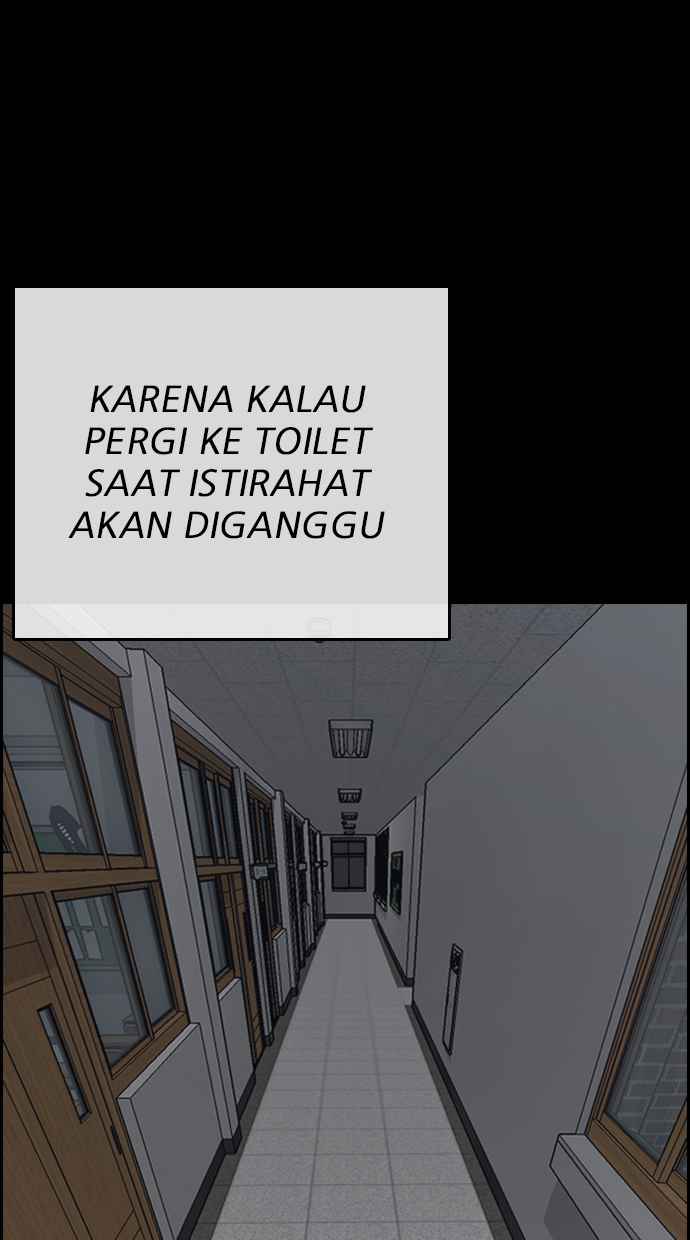 KARENA KALAU
PERGI KE TOILET
SAAT ISTIRAHAT
AKAN DIGANGGU